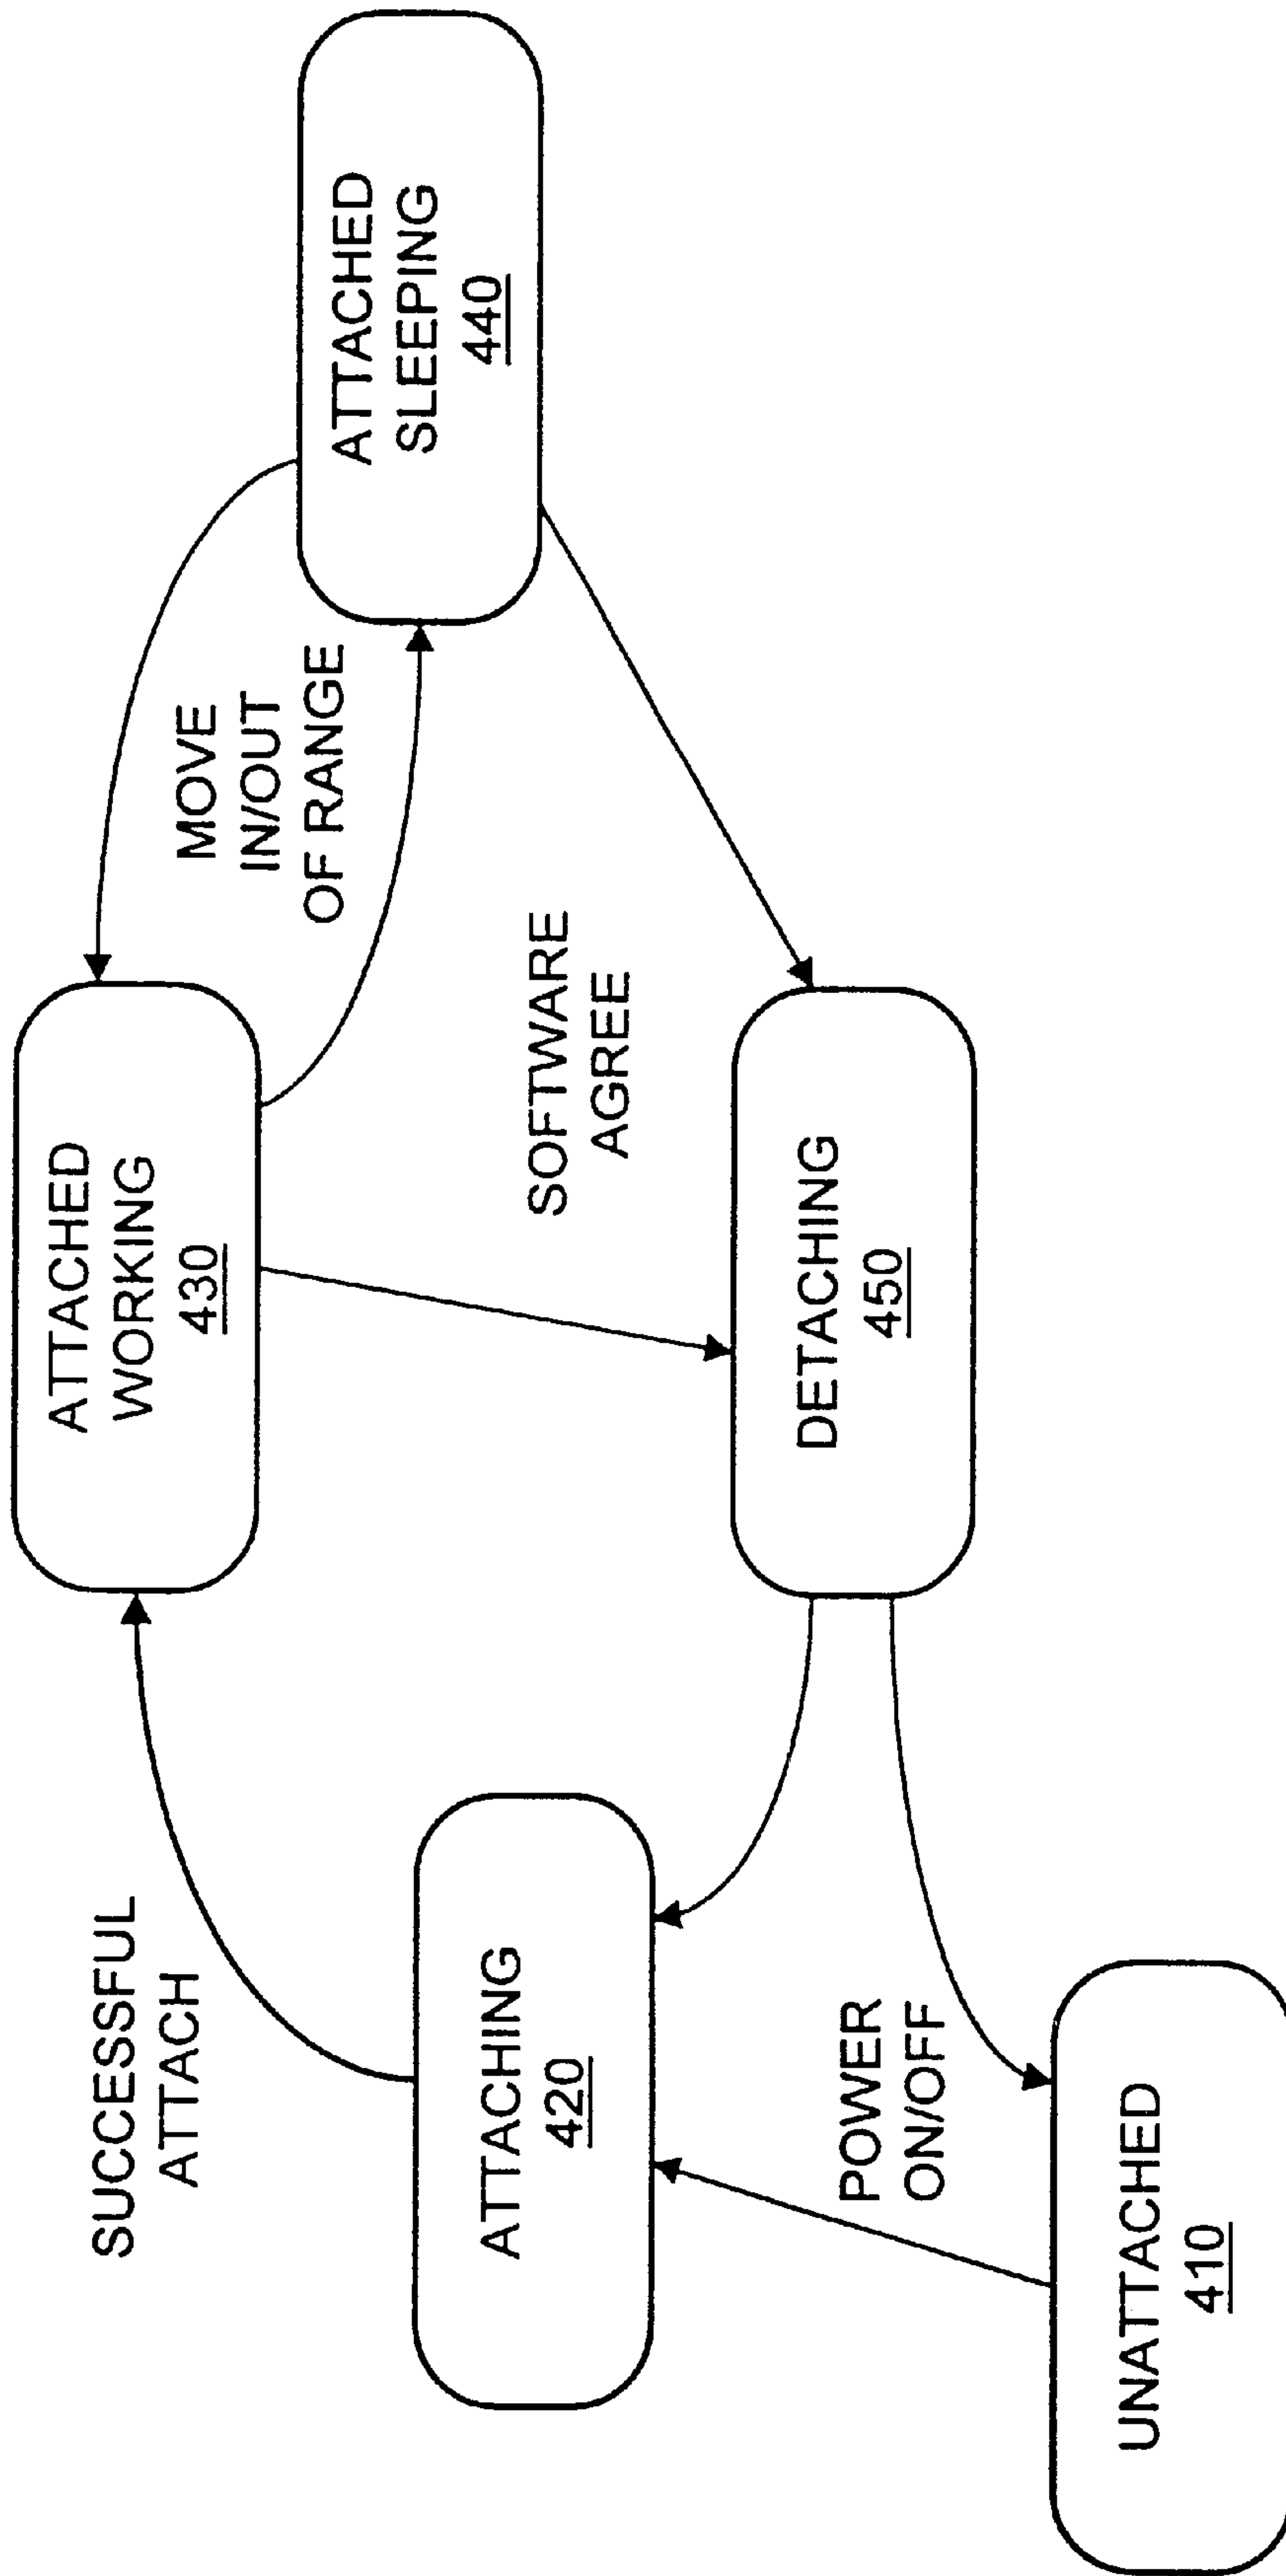 SUCCESSFUL
ATTACH
ATTACHED
WORKING
430
MOVE
IN/OUT
OF RANGE
ATTACHED
SLEEPING
440
ATTACHING
420
SOFTWARE
AGREE
DETACHING
450
POWER
ON/OFF
UNATTACHED
410